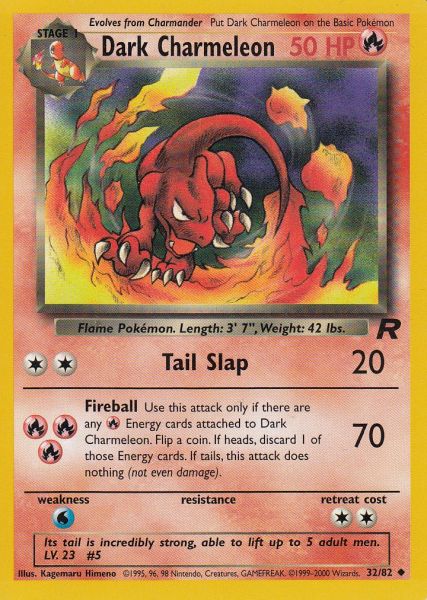 Evolves from Charmander Put Dark Charmeleon on the Basic Pokémon
STAGE 1
Dark Charmeleon 50 HP
Flame Pokémon. Length: 3' 7", Weight: 42 lbs.
R
Tail Slap 20
Fireball Use this attack only if there are
any Energy cards attached to Dark
Charmeleon. Flip a coin. If heads, discard 1 of
those Energy cards. If tails, this attack does
nothing (not even damage).
70
weakness resistance retreat cost
Its tail is incredibly strong, able to lift up to 5 adult men.
LV. 23 #5
Illus. Kagemaru Himeno ©1995, 96, 98 Nintendo, Creatures, GAMEFREAK. ©1999-2000 Wizards. 32/82